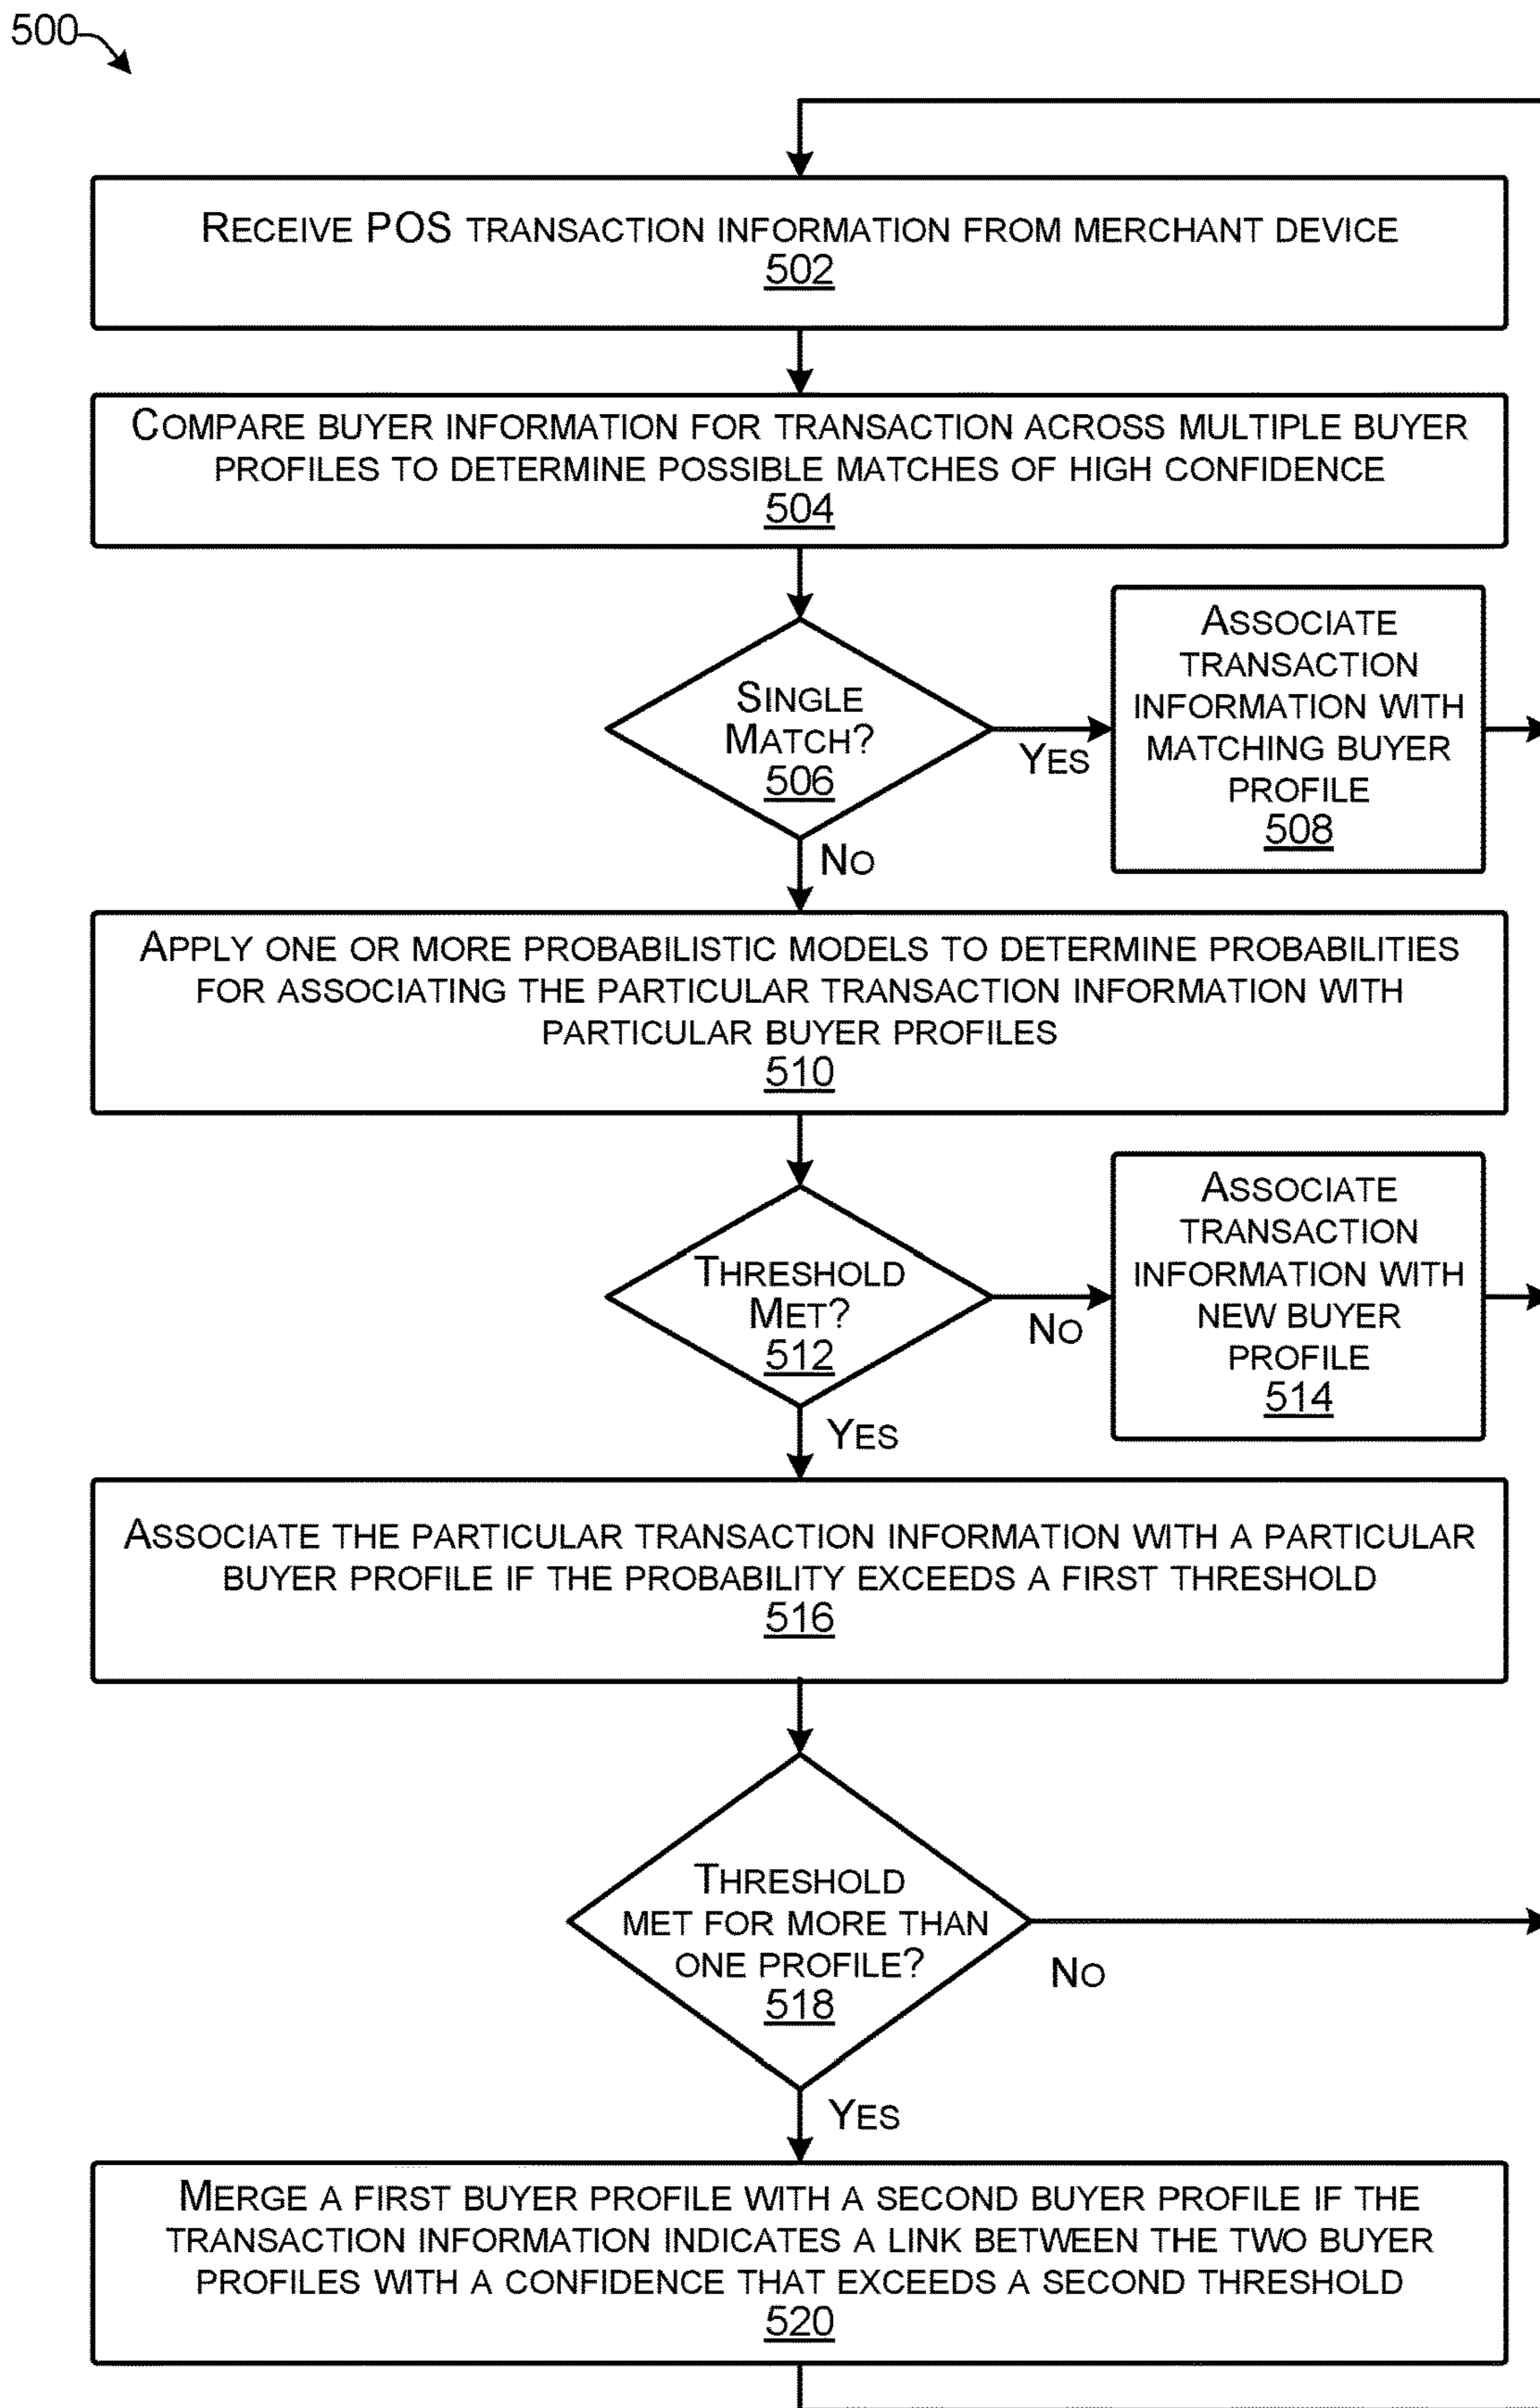 500
RECEIVE POS TRANSACTION INFORMATION FROM MERCHANT DEVICE
502
COMPARE BUYER INFORMATION FOR TRANSACTION ACROSS MULTIPLE BUYER
PROFILES TO DETERMINE POSSIBLE MATCHES OF HIGH CONFIDENCE
504
SINGLE
MATCH?
506
YES
NO
ASSOCIATE
TRANSACTION
INFORMATION WITH
MATCHING BUYER
PROFILE
508
APPLY ONE OR MORE PROBABILISTIC MODELS TO DETERMINE PROBABILITIES
FOR ASSOCIATING THE PARTICULAR TRANSACTION INFORMATION WITH
PARTICULAR BUYER PROFILES
510
THRESHOLD
MET?
512
NO
YES
ASSOCIATE
TRANSACTION
INFORMATION WITH
NEW BUYER
PROFILE
514
ASSOCIATE THE PARTICULAR TRANSACTION INFORMATION WITH A PARTICULAR
BUYER PROFILE IF THE PROBABILITY EXCEEDS A FIRST THRESHOLD
516
THRESHOLD
MET FOR MORE THAN
ONE PROFILE?
518
NO
YES
MERGE A FIRST BUYER PROFILE WITH A SECOND BUYER PROFILE IF THE
TRANSACTION INFORMATION INDICATES A LINK BETWEEN THE TWO BUYER
PROFILES WITH A CONFIDENCE THAT EXCEEDS A SECOND THRESHOLD
520